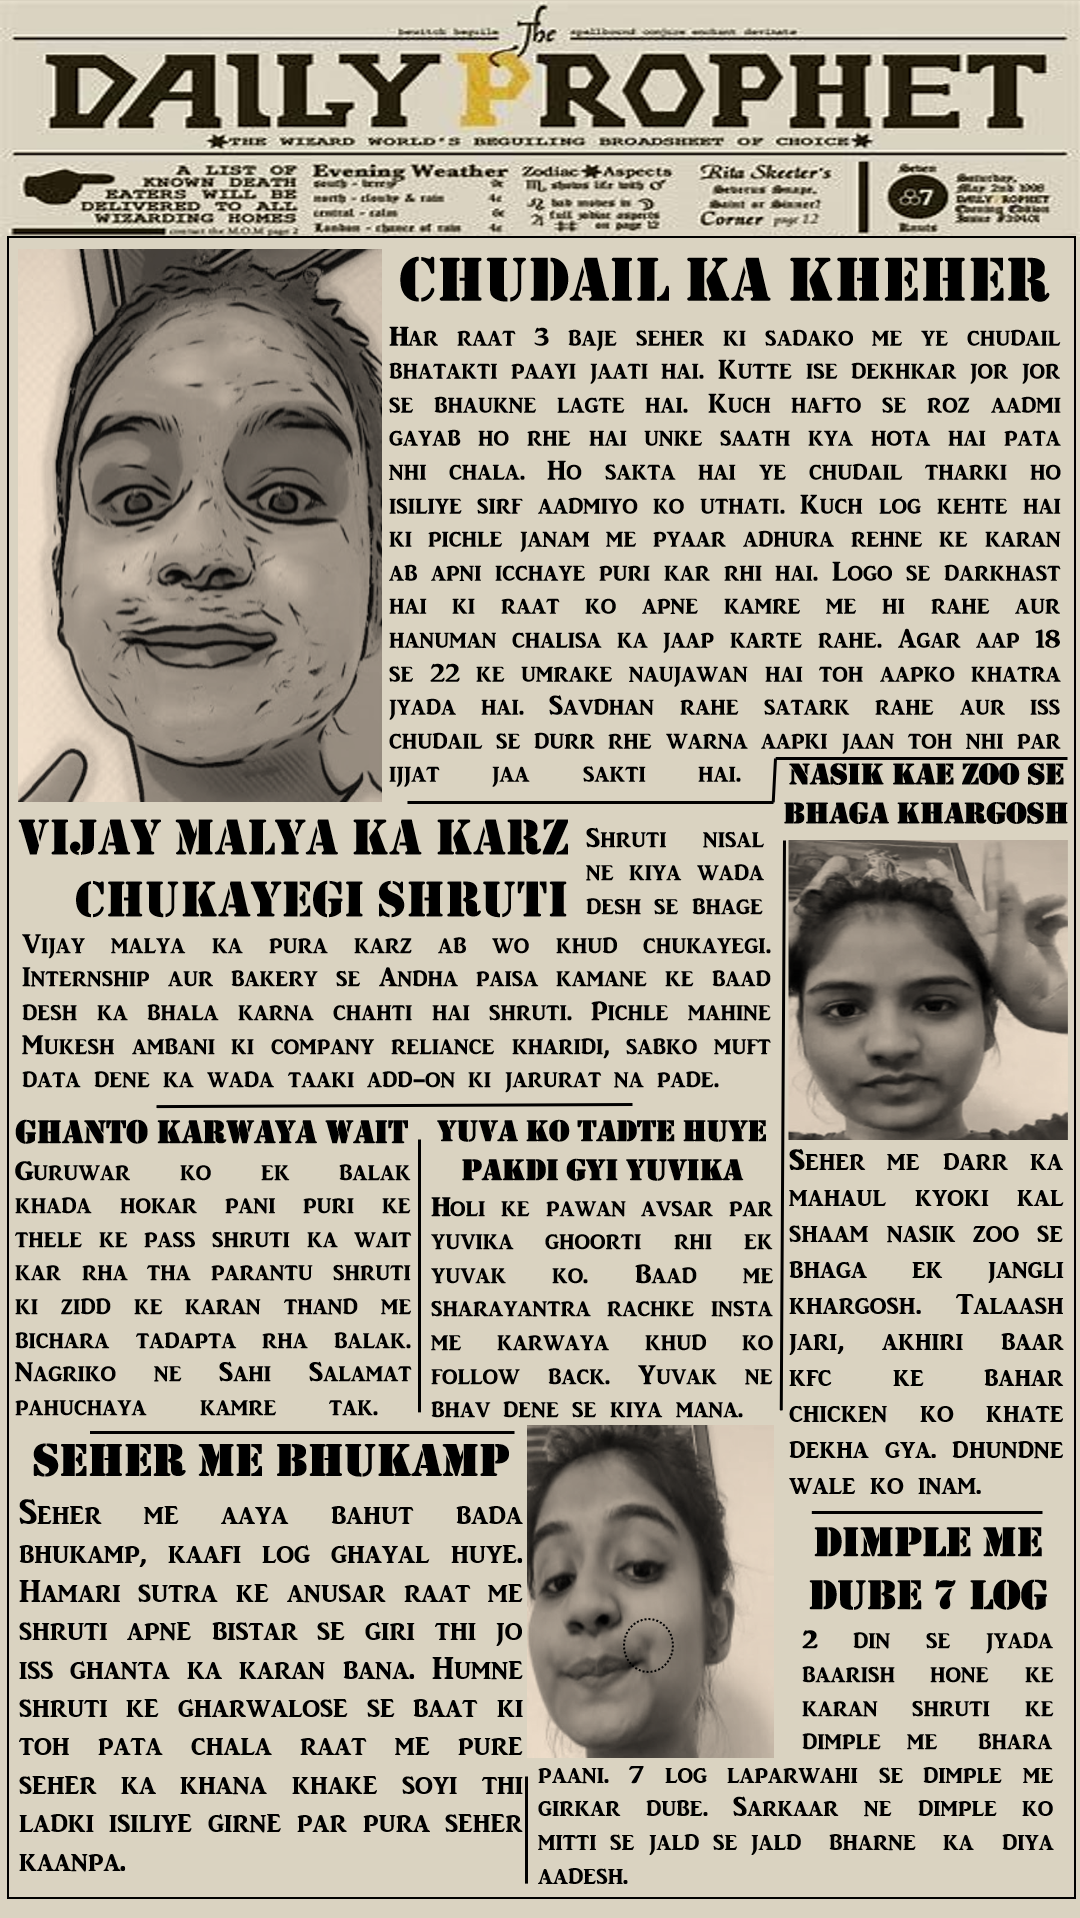 bewitch beguile The spellbound conjure enchant deviate
DAILY PROPHET
THE WIZARD WORLD'S BEGUILING BROADSHEET OF CHOICE
A LIST OF
KNOWN DEATH
EATERS WILL BE
DELIVERED TO ALL
WIZARDING HOMES
contact the M.O.M page 2
Evening Weather
south - berry 9c
north - cloudy & rain 4c
central - calm 6c
London - chance of rain 4c
Zodiac Aspects
shows life with
bab modes in
full zodiac aspects
on page 12
Rita Skeeter's
Severus Snape,
Saint or Sinner?
Corner page 12
Seven
87
Knuts
Saturday,
May 2nd 1998
DAILY PROPHET
Evening Edition
CHUDAIL KA KHEHER
Har raat 3 baje seher ki sadako me ye chudail
bhatakti paayi jaati hai. Kutte ise dekhkar jor jor
se bhaukne lagte hai. Kuch hafto se roz aadmi
gayab ho rhe hai unke saath kya hota hai pata
nhi chala. Ho sakta hai ye chudail tharki ho
isiliye sirf aadmiyo ko uthati. Kuch log kehte hai
ki pichle janam me pyaar adhura rehne ke karan
ab apni icchaye puri kar rhi hai. Logo se darkhast
hai ki raat ko apne kamre me hi rahe aur
hanuman chalisa ka jaap karte rahe. Agar aap 18
se 22 ke umrake naujawan hai toh aapko khatra
jyada hai. Savdhan rahe satark rahe aur iss
chudail se durr rhe warna aapki jaan toh nhi par
ijjat jaa sakti hai.
VIJAY MALYA KA KARZ
CHUKAYEGI SHRUTI
Shruti nisal
ne kiya wada
desh se bhage
Vijay malya ka pura karz ab wo khud chukayegi.
Internship aur bakery se Andha paisa kamane ke baad
desh ka bhala karna chahti hai shruti. Pichle mahine
Mukesh ambani ki company reliance kharidi, sabko muft
data dene ka wada taaki add-on ki jarurat na pade.
NASIK KAE ZOO SE
BHAGA KHARGOSH
Seher me darr ka
mahaul kyoki kal
shaam nasik zoo se
bhaga ek jangli
khargosh. Talaash
jari, akhiri baar
kfc ke bahar
chicken ko khate
dekha gya. dhundne
wale ko inam.
GHANTO KARWAYA WAIT
Guruwar ko ek balak
khada hokar pani puri ke
thele ke pass shruti ka wait
kar rha tha parantu shruti
ki zidd ke karan thand me
bichara tadapta rha balak.
Nagriko ne Sahi Salamat
pahuchaya kamre tak.
YUVA KO TADTE HUYE
PAKDI GYI YUVIKA
Holi ke pawan avsar par
yuvika ghoorti rhi ek
yuvak ko. Baad me
sharayantra rachke insta
me karwaya khud ko
follow back. Yuvak ne
bhav dene se kiya mana.
SEHER ME BHUKAMP
Seher me aaya bahut bada
bhukamp, kaafi log ghayal huye.
Hamari sutra ke anusar raat me
shruti apne bistar se giri thi jo
iss ghanta ka karan bana. Humne
shruti ke gharwalose se baat ki
toh pata chala raat me pure
seher ka khana khake soyi thi
ladki isiliye girne par pura seher
kaanpa.
DIMPLE ME
DUBE 7 LOG
2 din se jyada
baarish hone ke
karan shruti ke
dimple me bhara
paani. 7 log laparwahi se dimple me
girkar dube. Sarkaar ne dimple ko
mitti se jald se jald bharne ka diya
aadesh.